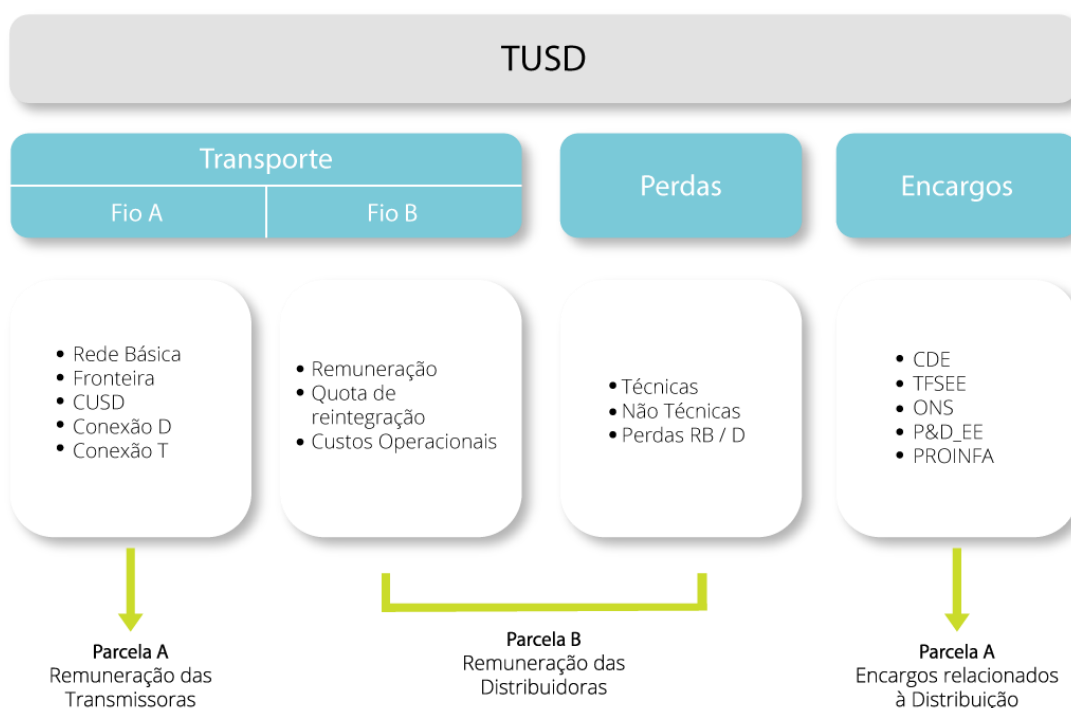 TUSD
Transporte
Fio A
Fio B
Perdas
Encargos
• Rede Básica
• Fronteira
• CUSD
• Conexão D
• Conexão T
• Remuneração
• Quota de
reintegração
• Custos Operacionais
• Técnicas
• Não Técnicas
• Perdas RB / D
• CDE
• TFSEE
• ONS
• P&D_EE
• PROINFA
Parcela A
Remuneração das
Transmissoras
Parcela B
Remuneração das
Distribuidoras
Parcela A
Encargos relacionados
à Distribuição